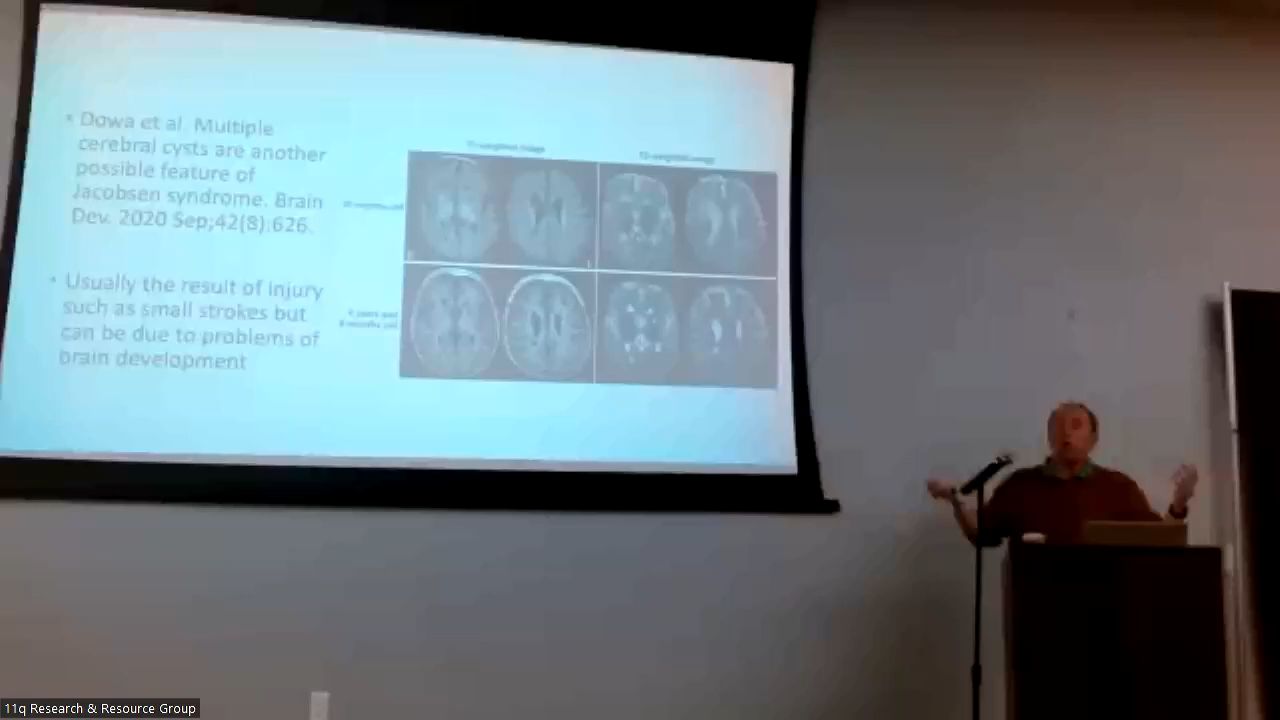 • Dowa et al. Multiple
cerebral cysts are another
possible feature of
Jacobsen syndrome. Brain
Dev. 2020 Sep;42(8):626.
• Usually the result of injury
such as small strokes but
can be due to problems of
brain development
11q Research & Resource Group